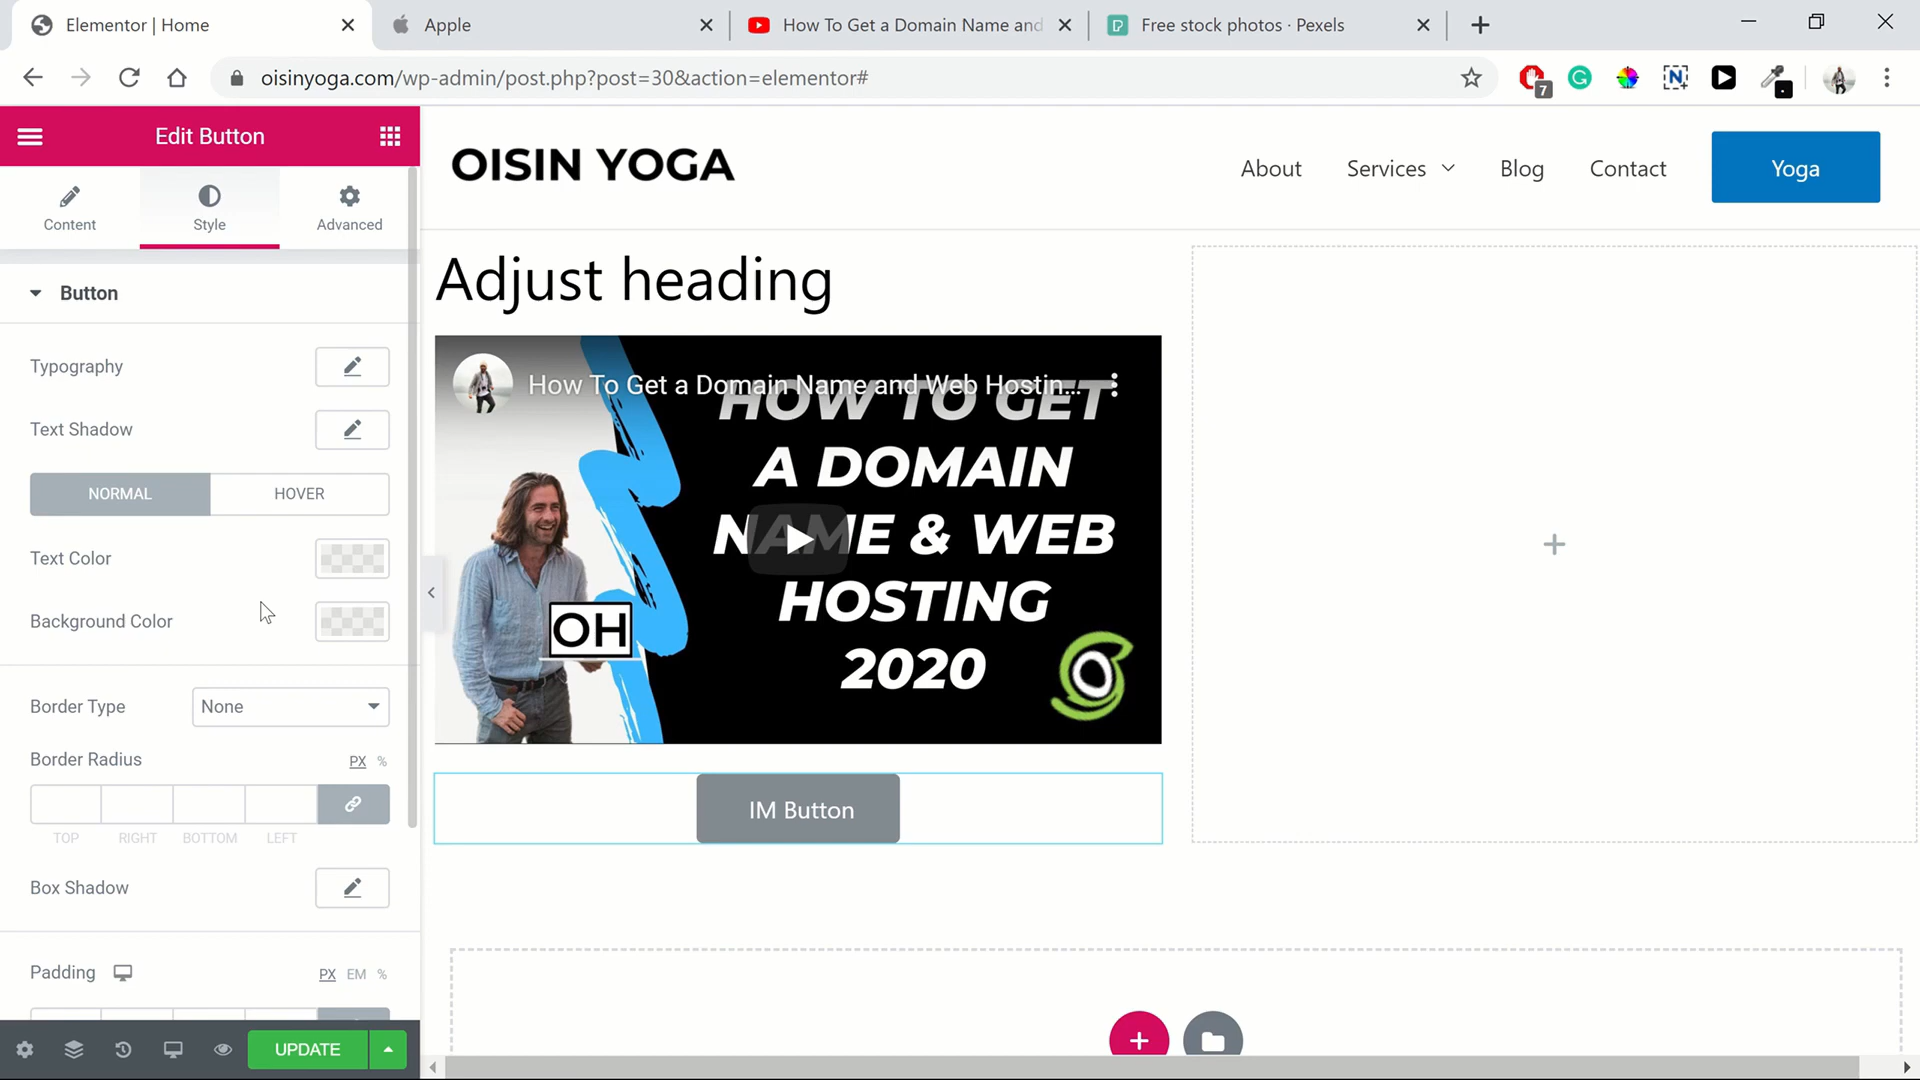 Elementor | Home
Apple
How To Get a Domain Name and
Free stock photos · Pexels
oisinyoga.com/wp-admin/post.php?post=30&action=elementor#
7
Edit Button
Content
Style
Advanced
Button
Typography
Text Shadow
NORMAL
HOVER
Text Color
Background Color
Border Type
None
Border Radius
PX %
TOP
RIGHT
BOTTOM
LEFT
Box Shadow
Padding
PX EM %
UPDATE
OISIN YOGA
About
Services
Blog
Contact
Yoga
Adjust heading
How To Get a Domain Name and Web Hostin...
HOW TO GET
A DOMAIN
NAME & WEB
HOSTING
2020
OH
IM Button